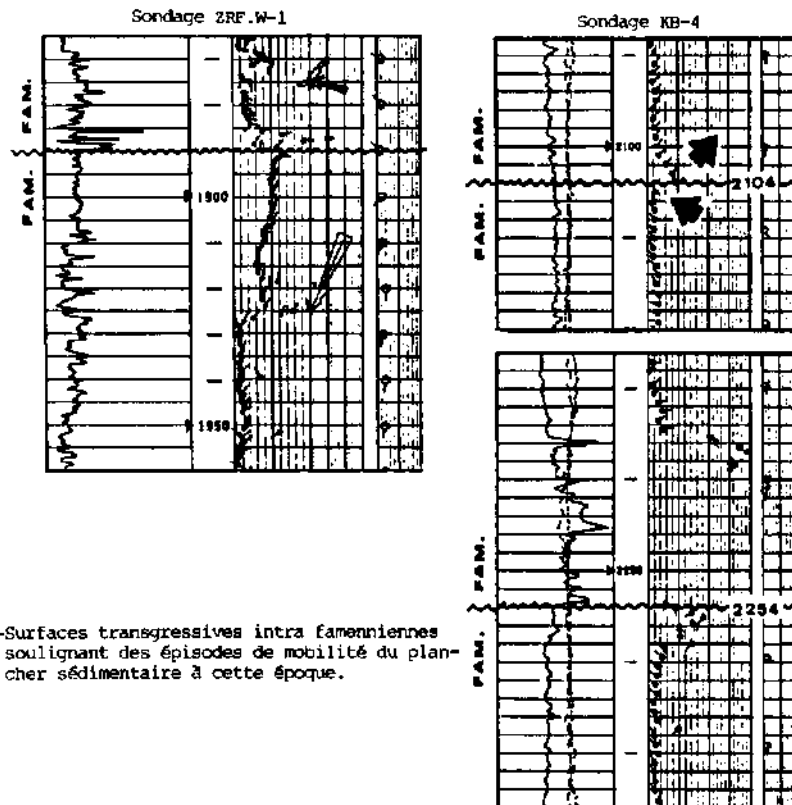 Sondage ZRF.W-1
FAM.
FAM.
1900
1950
Sondage KB-4
FAM.
2100
2104
FAM.
FAM.
2254
FAM.
-Surfaces transgressives intra famenniennes
soulignant des épisodes de mobilité du plan-
cher sédimentaire à cette époque.